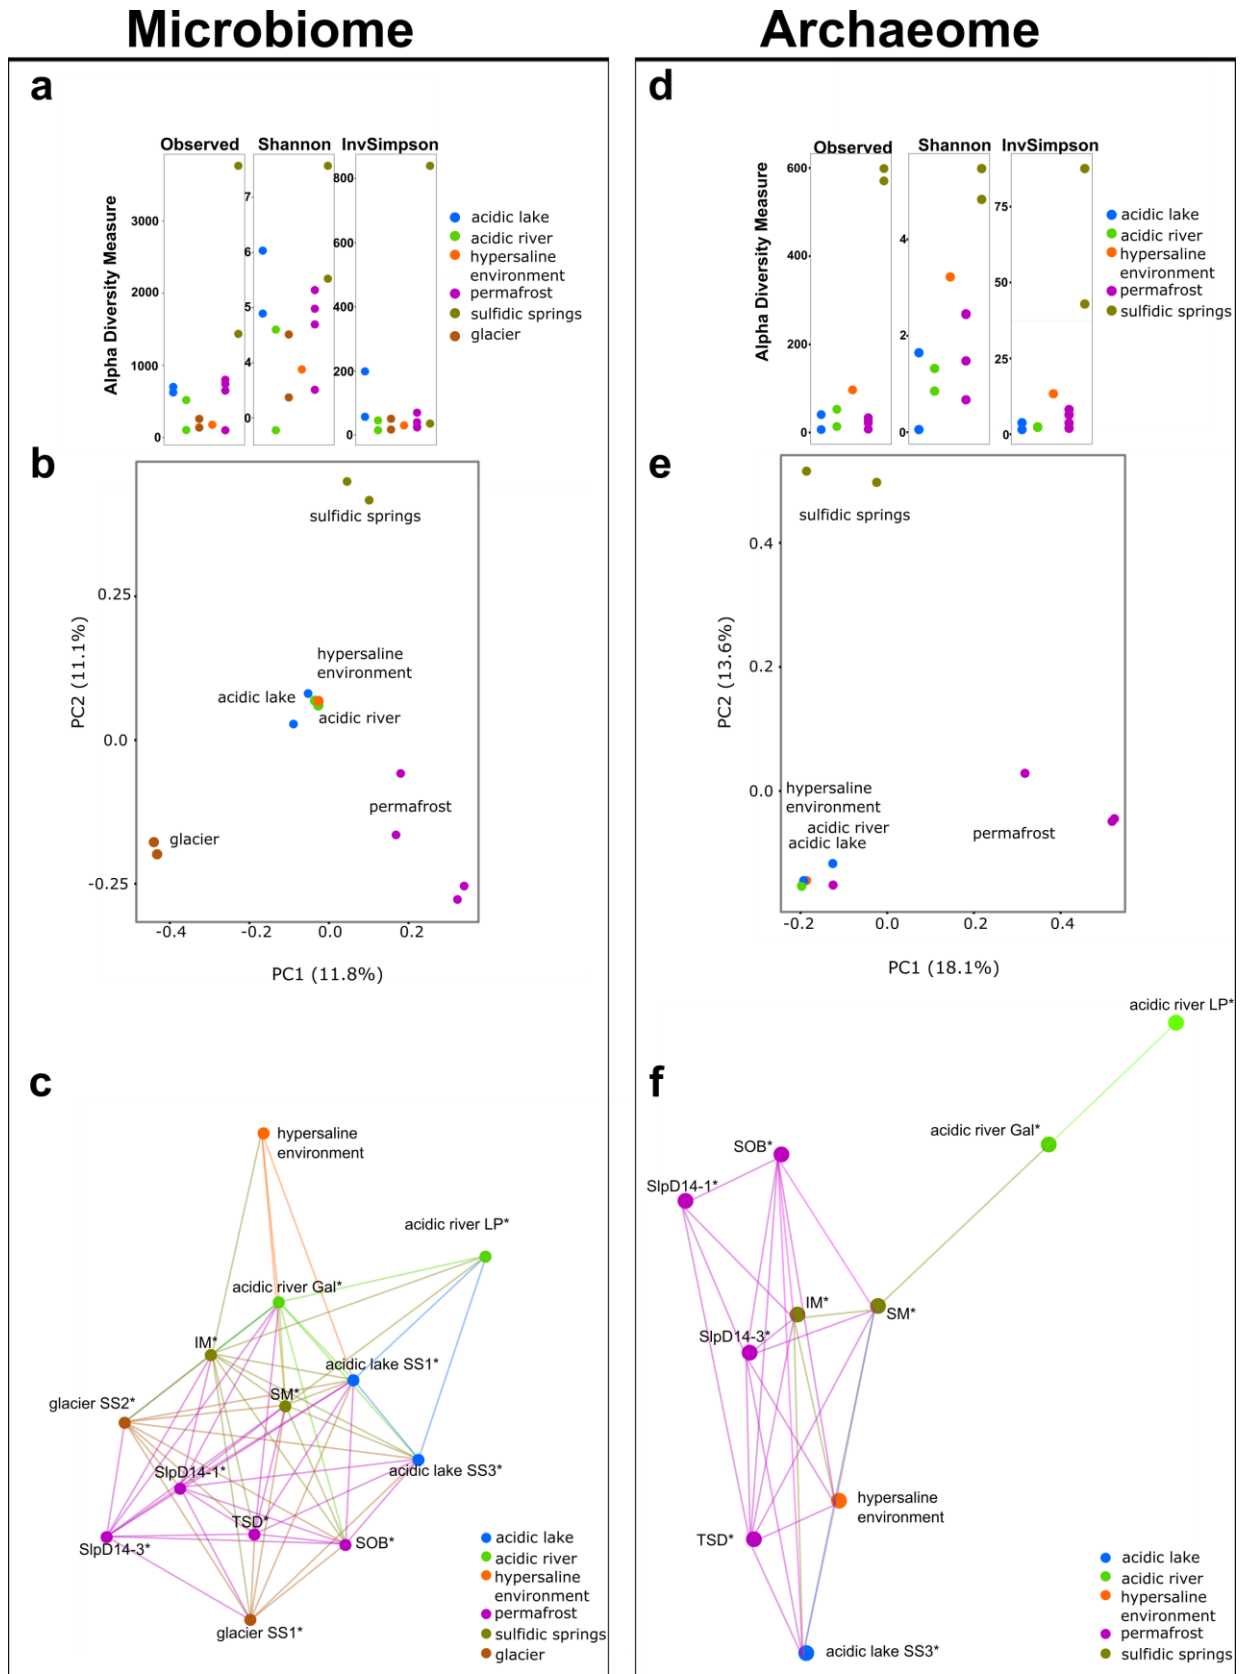 Microbiome
Archaeome
a
Observed
Shannon
InvSimpson
Alpha Diversity Measure
3000
2000
1000
0
7
6
5
4
0
800
600
400
200
0
acidic lake
acidic river
hypersaline
environment
permafrost
sulfidic springs
glacier
b
sulfidic springs
hypersaline
environment
acidic lake
acidic river
permafrost
glacier
0.25
0.0
-0.25
PC2 (11.1%)
-0.4
-0.2
0.0
0.2
PC1 (11.8%)
c
hypersaline
environment
acidic river LP*
acidic river Gal*
IM*
acidic lake SS1*
SM*
glacier SS2*
acidic lake SS3*
SlpD14-1*
TSD*
SOB*
SlpD14-3*
glacier SS1*
acidic lake
acidic river
hypersaline
environment
permafrost
sulfidic springs
glacier
d
Observed
Shannon
InvSimpson
Alpha Diversity Measure
600
400
200
0
4
2
0
75
50
25
0
acidic lake
acidic river
hypersaline
environment
permafrost
sulfidic springs
e
sulfidic springs
0.4
0.2
0.0
PC2 (13.6%)
hypersaline
environment
acidic river
acidic lake
permafrost
-0.2
0.0
0.2
0.4
PC1 (18.1%)
f
acidic river LP*
acidic river Gal*
SOB*
SlpD14-1*
IM*
SM*
SlpD14-3*
hypersaline
environment
TSD*
acidic lake SS3*
acidic lake
acidic river
hypersaline
environment
permafrost
sulfidic springs